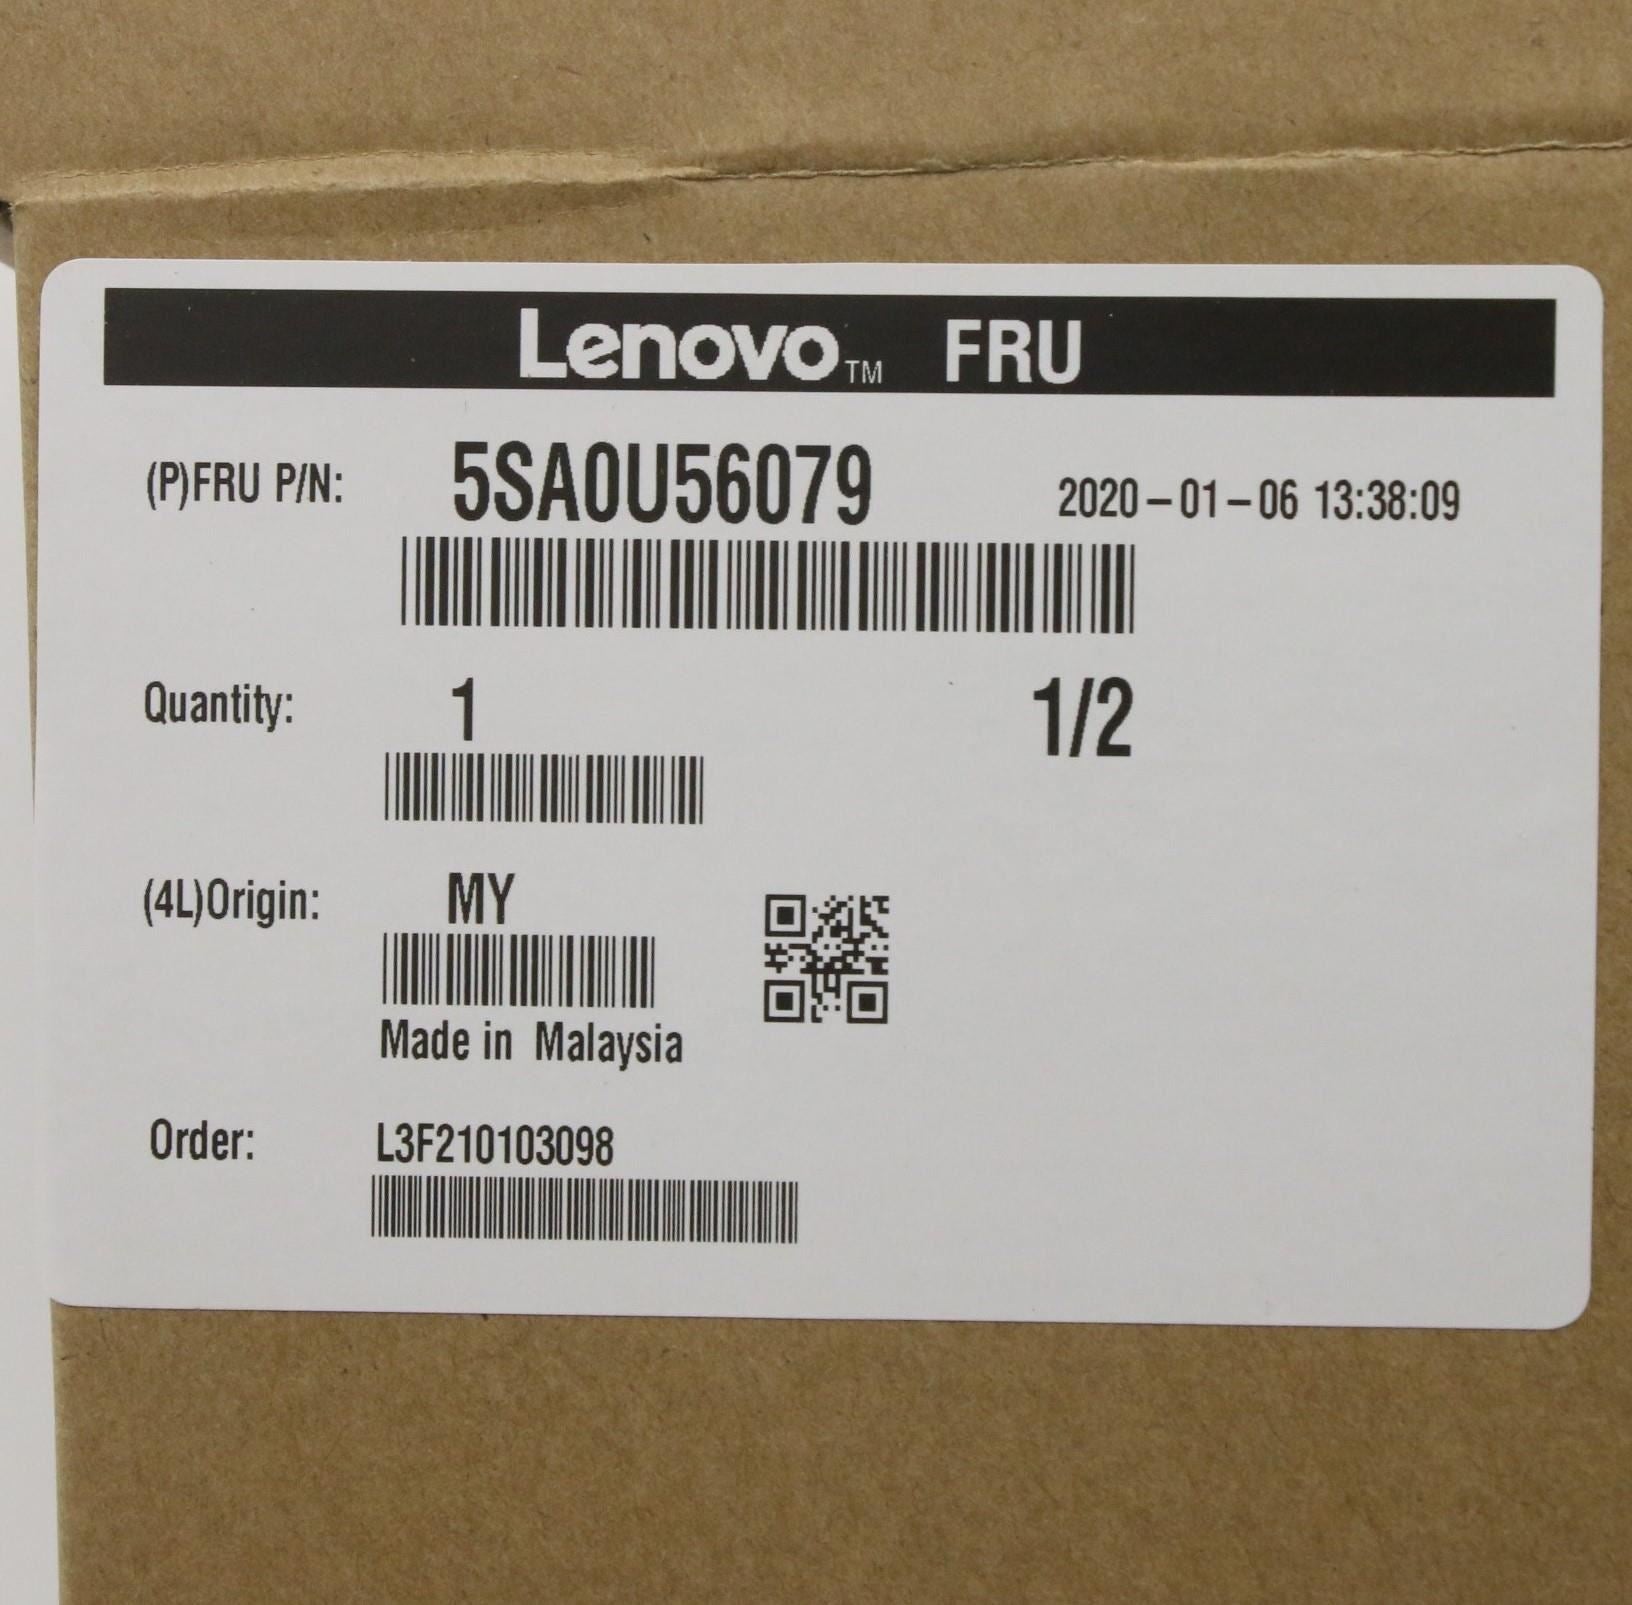 Lenovo™ FRU
(P)FRU P/N: 5SA0U56079 2020-01-06 13:38:09
Quantity: 1 1/2
(4L)Origin: MY
Made in Malaysia
Order: L3F210103098